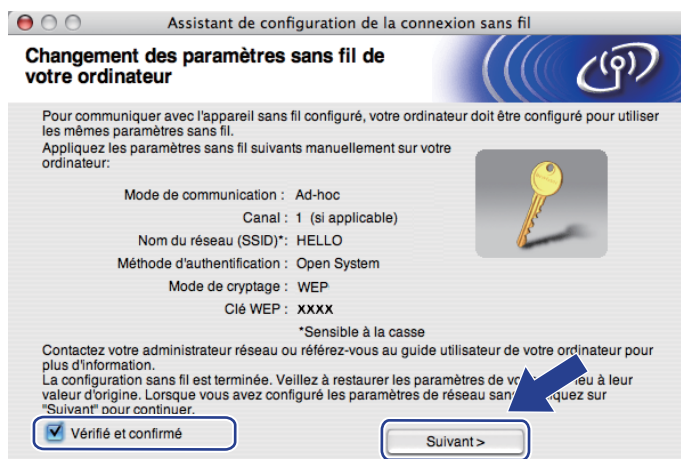 Assistant de configuration de la connexion sans fil
Changement des paramètres sans fil de
votre ordinateur
Pour communiquer avec l'appareil sans fil configuré, votre ordinateur doit être configuré pour utiliser
les mêmes paramètres sans fil.
Appliquez les paramètres sans fil suivants manuellement sur votre
ordinateur:
Mode de communication : Ad-hoc
Canal : 1 (si applicable)
Nom du réseau (SSID)*: HELLO
Méthode d'authentification : Open System
Mode de cryptage : WEP
Clé WEP : XXXX
*Sensible à la casse
Contactez votre administrateur réseau ou référez-vous au guide utilisateur de votre ordinateur pour
plus d'information.
La configuration sans fil est terminée. Veillez à restaurer les paramètres de à leur
valeur d'origine. Lorsque vous avez configuré les paramètres de réseau sans sur
"Suivant" pour continuer.
Vérifié et confirmé
Suivant >